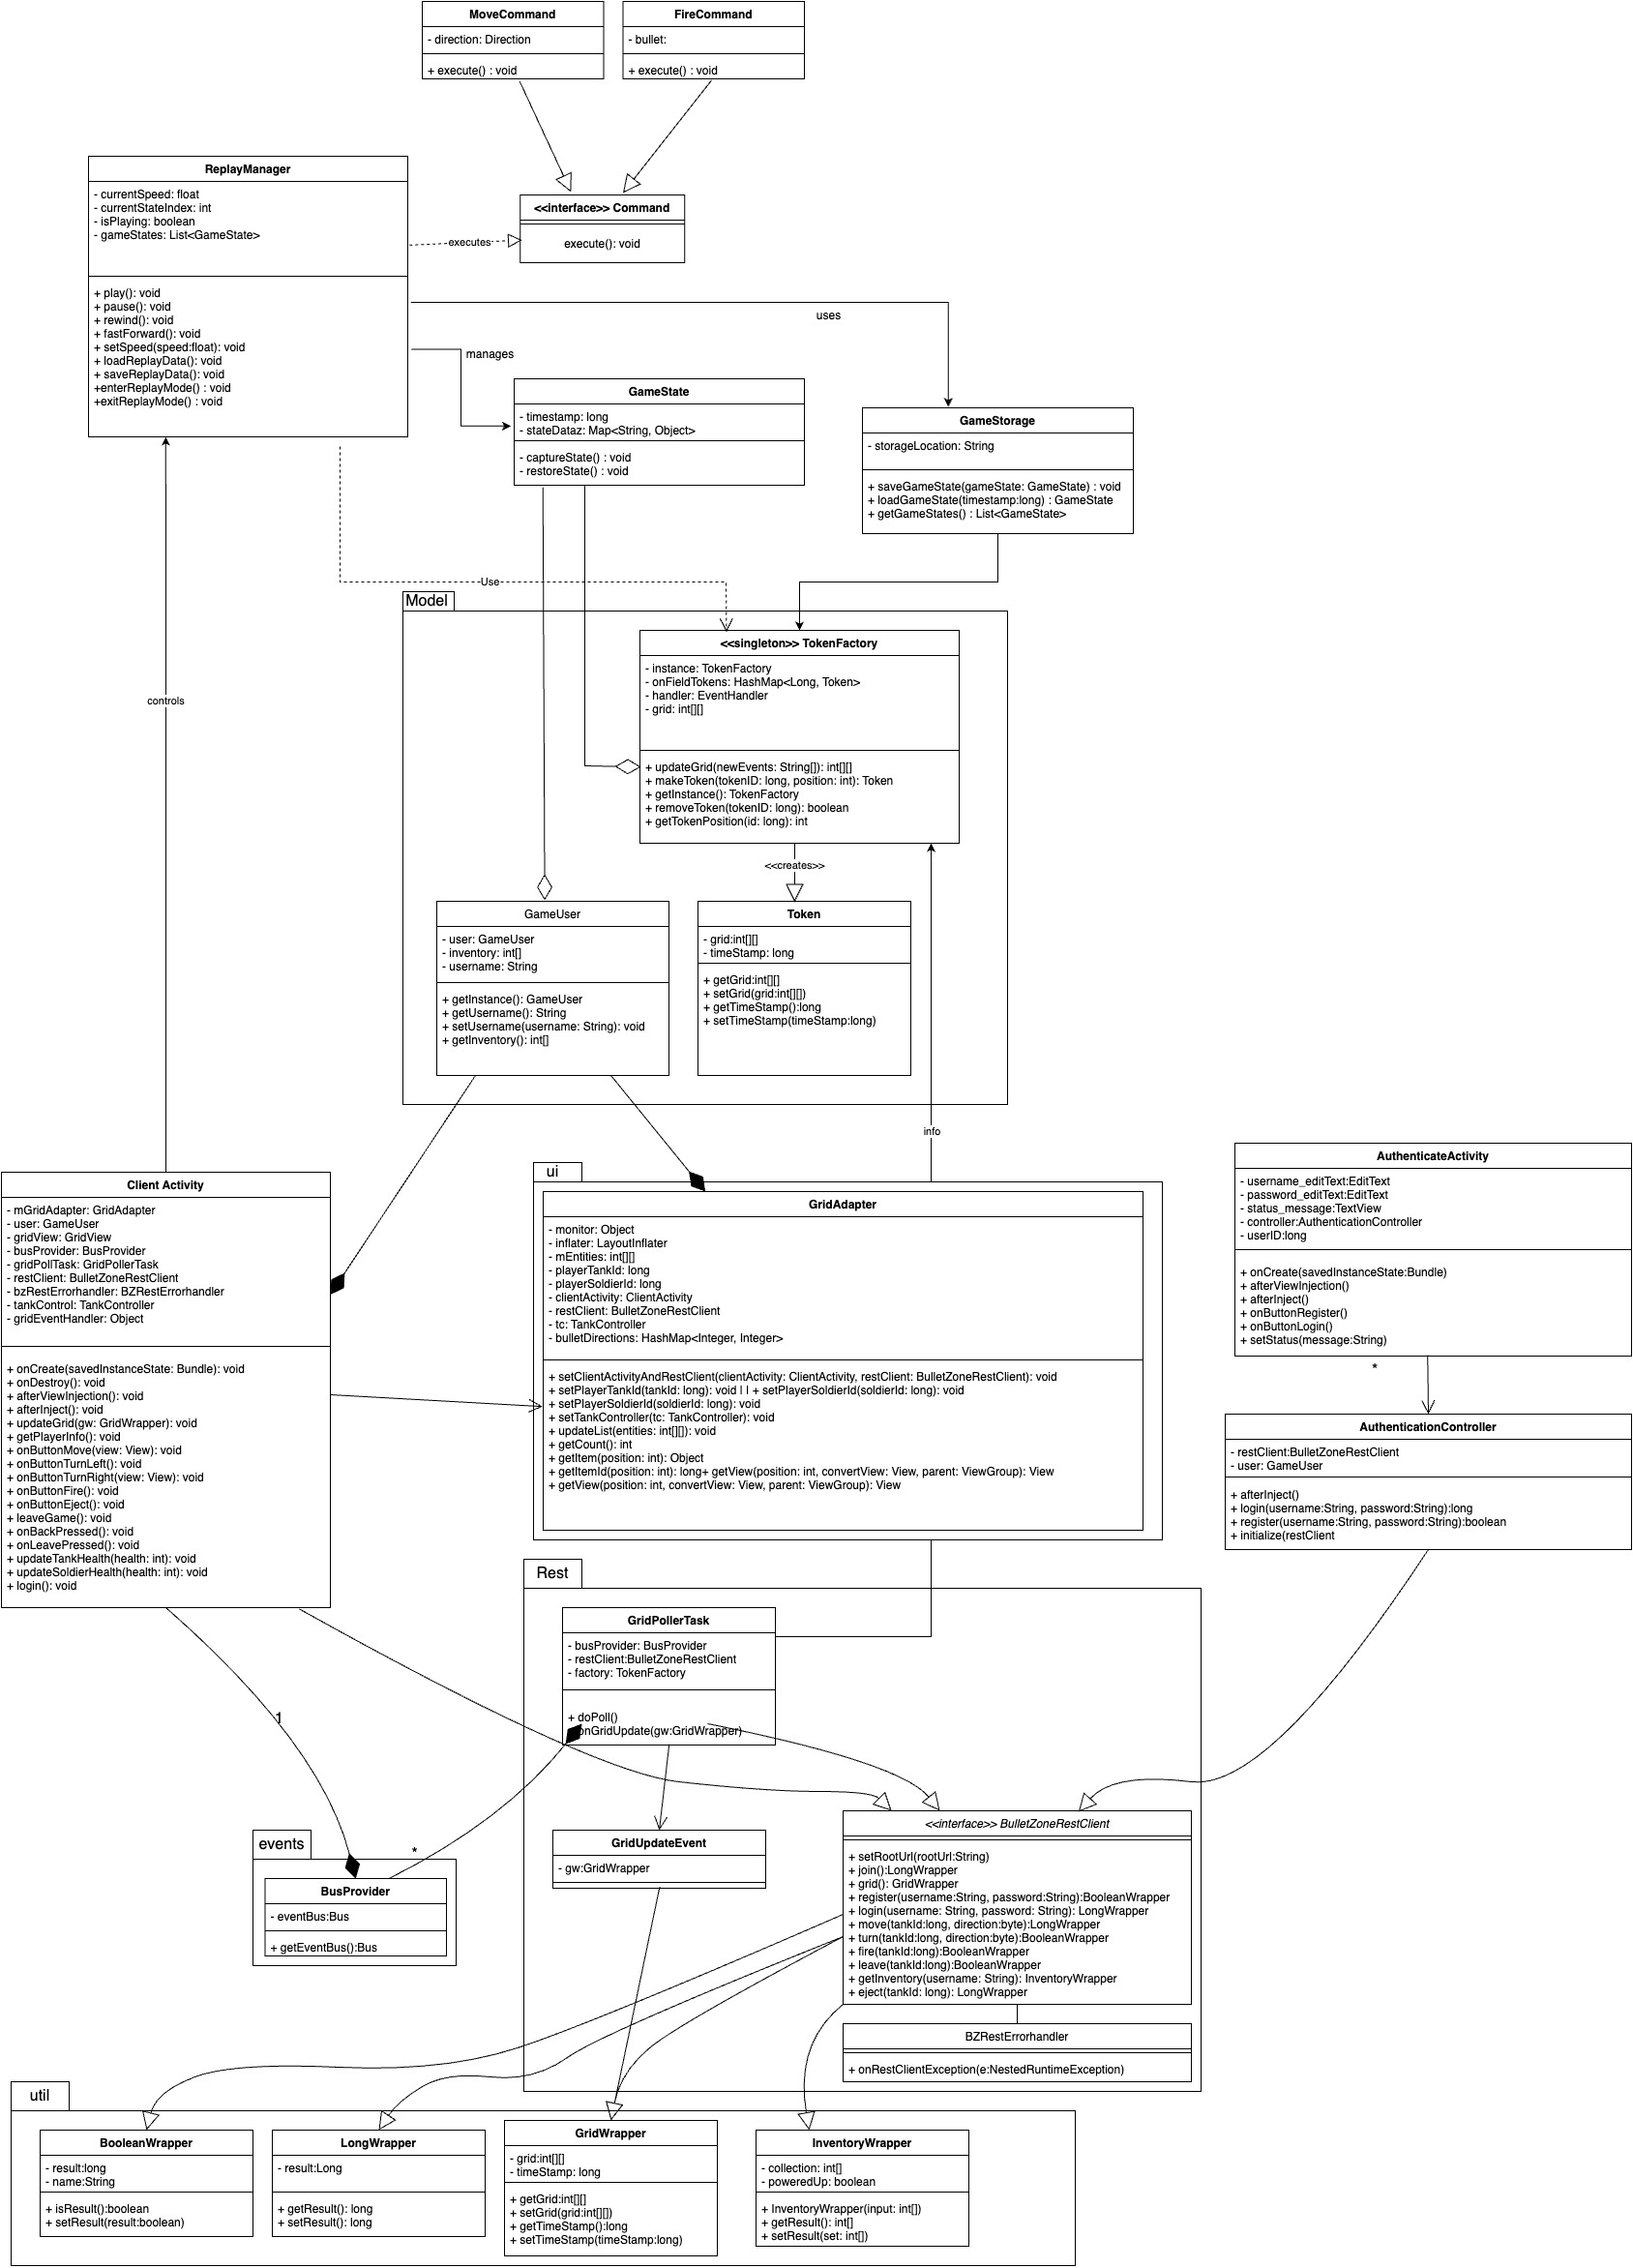 MoveCommand
- direction: Direction
+ execute() : void
FireCommand
- bullet:
+ execute() : void
ReplayManager
- currentSpeed: float
- currentStateIndex: int
- isPlaying: boolean
- gameStates: List<GameState>
+ play(): void
+ pause(): void
+ rewind(): void
+ fastForward(): void
+ setSpeed(speed:float): void
+ loadReplayData(): void
+ saveReplayData(): void
+enterReplayMode() : void
+exitReplayMode() : void
<<interface>> Command
execute(): void
executes
uses
manages
GameState
- timestamp: long
- stateDataz: Map<String, Object>
- captureState() : void
- restoreState() : void
GameStorage
- storageLocation: String
+ saveGameState(gameState: GameState) : void
+ loadGameState(timestamp:long) : GameState
+ getGameStates() : List<GameState>
Use
controls
Model
<<singleton>> TokenFactory
- instance: TokenFactory
- onFieldTokens: HashMap<Long, Token>
- handler: EventHandler
- grid: int[][]
+ updateGrid(newEvents: String[]): int[][]
+ makeToken(tokenID: long, position: int): Token
+ getInstance(): TokenFactory
+ removeToken(tokenID: long): boolean
+ getTokenPosition(id: long): int
<<creates>>
GameUser
- user: GameUser
- inventory: int[]
- username: String
+ getInstance(): GameUser
+ getUsername(): String
+ setUsername(username: String): void
+ getInventory(): int[]
Token
- grid:int[][]
- timeStamp: long
+ getGrid:int[][]
+ setGrid(grid:int[][])
+ getTimeStamp():long
+ setTimeStamp(timeStamp:long)
info
Client Activity
- mGridAdapter: GridAdapter
- user: GameUser
- gridView: GridView
- busProvider: BusProvider
- gridPollTask: GridPollerTask
- restClient: BulletZoneRestClient
- bzRestErrorhandler: BZRestErrorhandler
- tankControl: TankController
- gridEventHandler: Object
+ onCreate(savedInstanceState: Bundle): void
+ onDestroy(): void
+ afterViewInjection(): void
+ afterInject(): void
+ updateGrid(gw: GridWrapper): void
+ getPlayerInfo(): void
+ onButtonMove(view: View): void
+ onButtonTurnLeft(): void
+ onButtonTurnRight(view: View): void
+ onButtonFire(): void
+ onButtonEject(): void
+ leaveGame(): void
+ onBackPressed(): void
+ onLeavePressed(): void
+ updateTankHealth(health: int): void
+ updateSoldierHealth(health: int): void
+ login(): void
ui
GridAdapter
- monitor: Object
- inflater: LayoutInflater
- mEntities: int[][]
- playerTankId: long
- playerSoldierId: long
- clientActivity: ClientActivity
- restClient: BulletZoneRestClient
- tc: TankController
- bulletDirections: HashMap<Integer, Integer>
+ setClientActivityAndRestClient(clientActivity: ClientActivity, restClient: BulletZoneRestClient): void
+ setPlayerTankId(tankId: long): void | | + setPlayerSoldierId(soldierId: long): void
+ setPlayerSoldierId(soldierId: long): void
+ setTankController(tc: TankController): void
+ updateList(entities: int[][]): void
+ getCount(): int
+ getItem(position: int): Object
+ getItemId(position: int): long+ getView(position: int, convertView: View, parent: ViewGroup): View
+ getView(position: int, convertView: View, parent: ViewGroup): View
AuthenticateActivity
- username_editText:EditText
- password_editText:EditText
- status_message:TextView
- controller:AuthenticationController
- userID:long
+ onCreate(savedInstanceState:Bundle)
+ afterViewInjection()
+ afterInject()
+ onButtonRegister()
+ onButtonLogin()
+ setStatus(message:String)
*
AuthenticationController
- restClient:BulletZoneRestClient
- user: GameUser
+ afterInject()
+ login(username:String, password:String):long
+ register(username:String, password:String):boolean
+ initialize(restClient
Rest
GridPollerTask
- busProvider: BusProvider
- restClient:BulletZoneRestClient
- factory: TokenFactory
+ doPoll()
onGridUpdate(gw:GridWrapper)
1
*
events
BusProvider
- eventBus:Bus
+ getEventBus():Bus
GridUpdateEvent
- gw:GridWrapper
<<interface>> BulletZoneRestClient
+ setRootUrl(rootUrl:String)
+ join():LongWrapper
+ grid(): GridWrapper
+ register(username:String, password:String):BooleanWrapper
+ login(username: String, password: String): LongWrapper
+ move(tankId:long, direction:byte):LongWrapper
+ turn(tankId:long, direction:byte):BooleanWrapper
+ fire(tankId:long):BooleanWrapper
+ leave(tankId:long):BooleanWrapper
+ getInventory(username: String): InventoryWrapper
+ eject(tankId: long): LongWrapper
BZRestErrorhandler
+ onRestClientException(e:NestedRuntimeException)
util
BooleanWrapper
- result:long
- name:String
+ isResult():boolean
+ setResult(result:boolean)
LongWrapper
- result:Long
+ getResult(): long
+ setResult(): long
GridWrapper
- grid:int[][]
- timeStamp: long
+ getGrid:int[][]
+ setGrid(grid:int[][])
+ getTimeStamp():long
+ setTimeStamp(timeStamp:long)
InventoryWrapper
- collection: int[]
- poweredUp: boolean
+ InventoryWrapper(input: int[])
+ getResult(): int[]
+ setResult(set: int[])